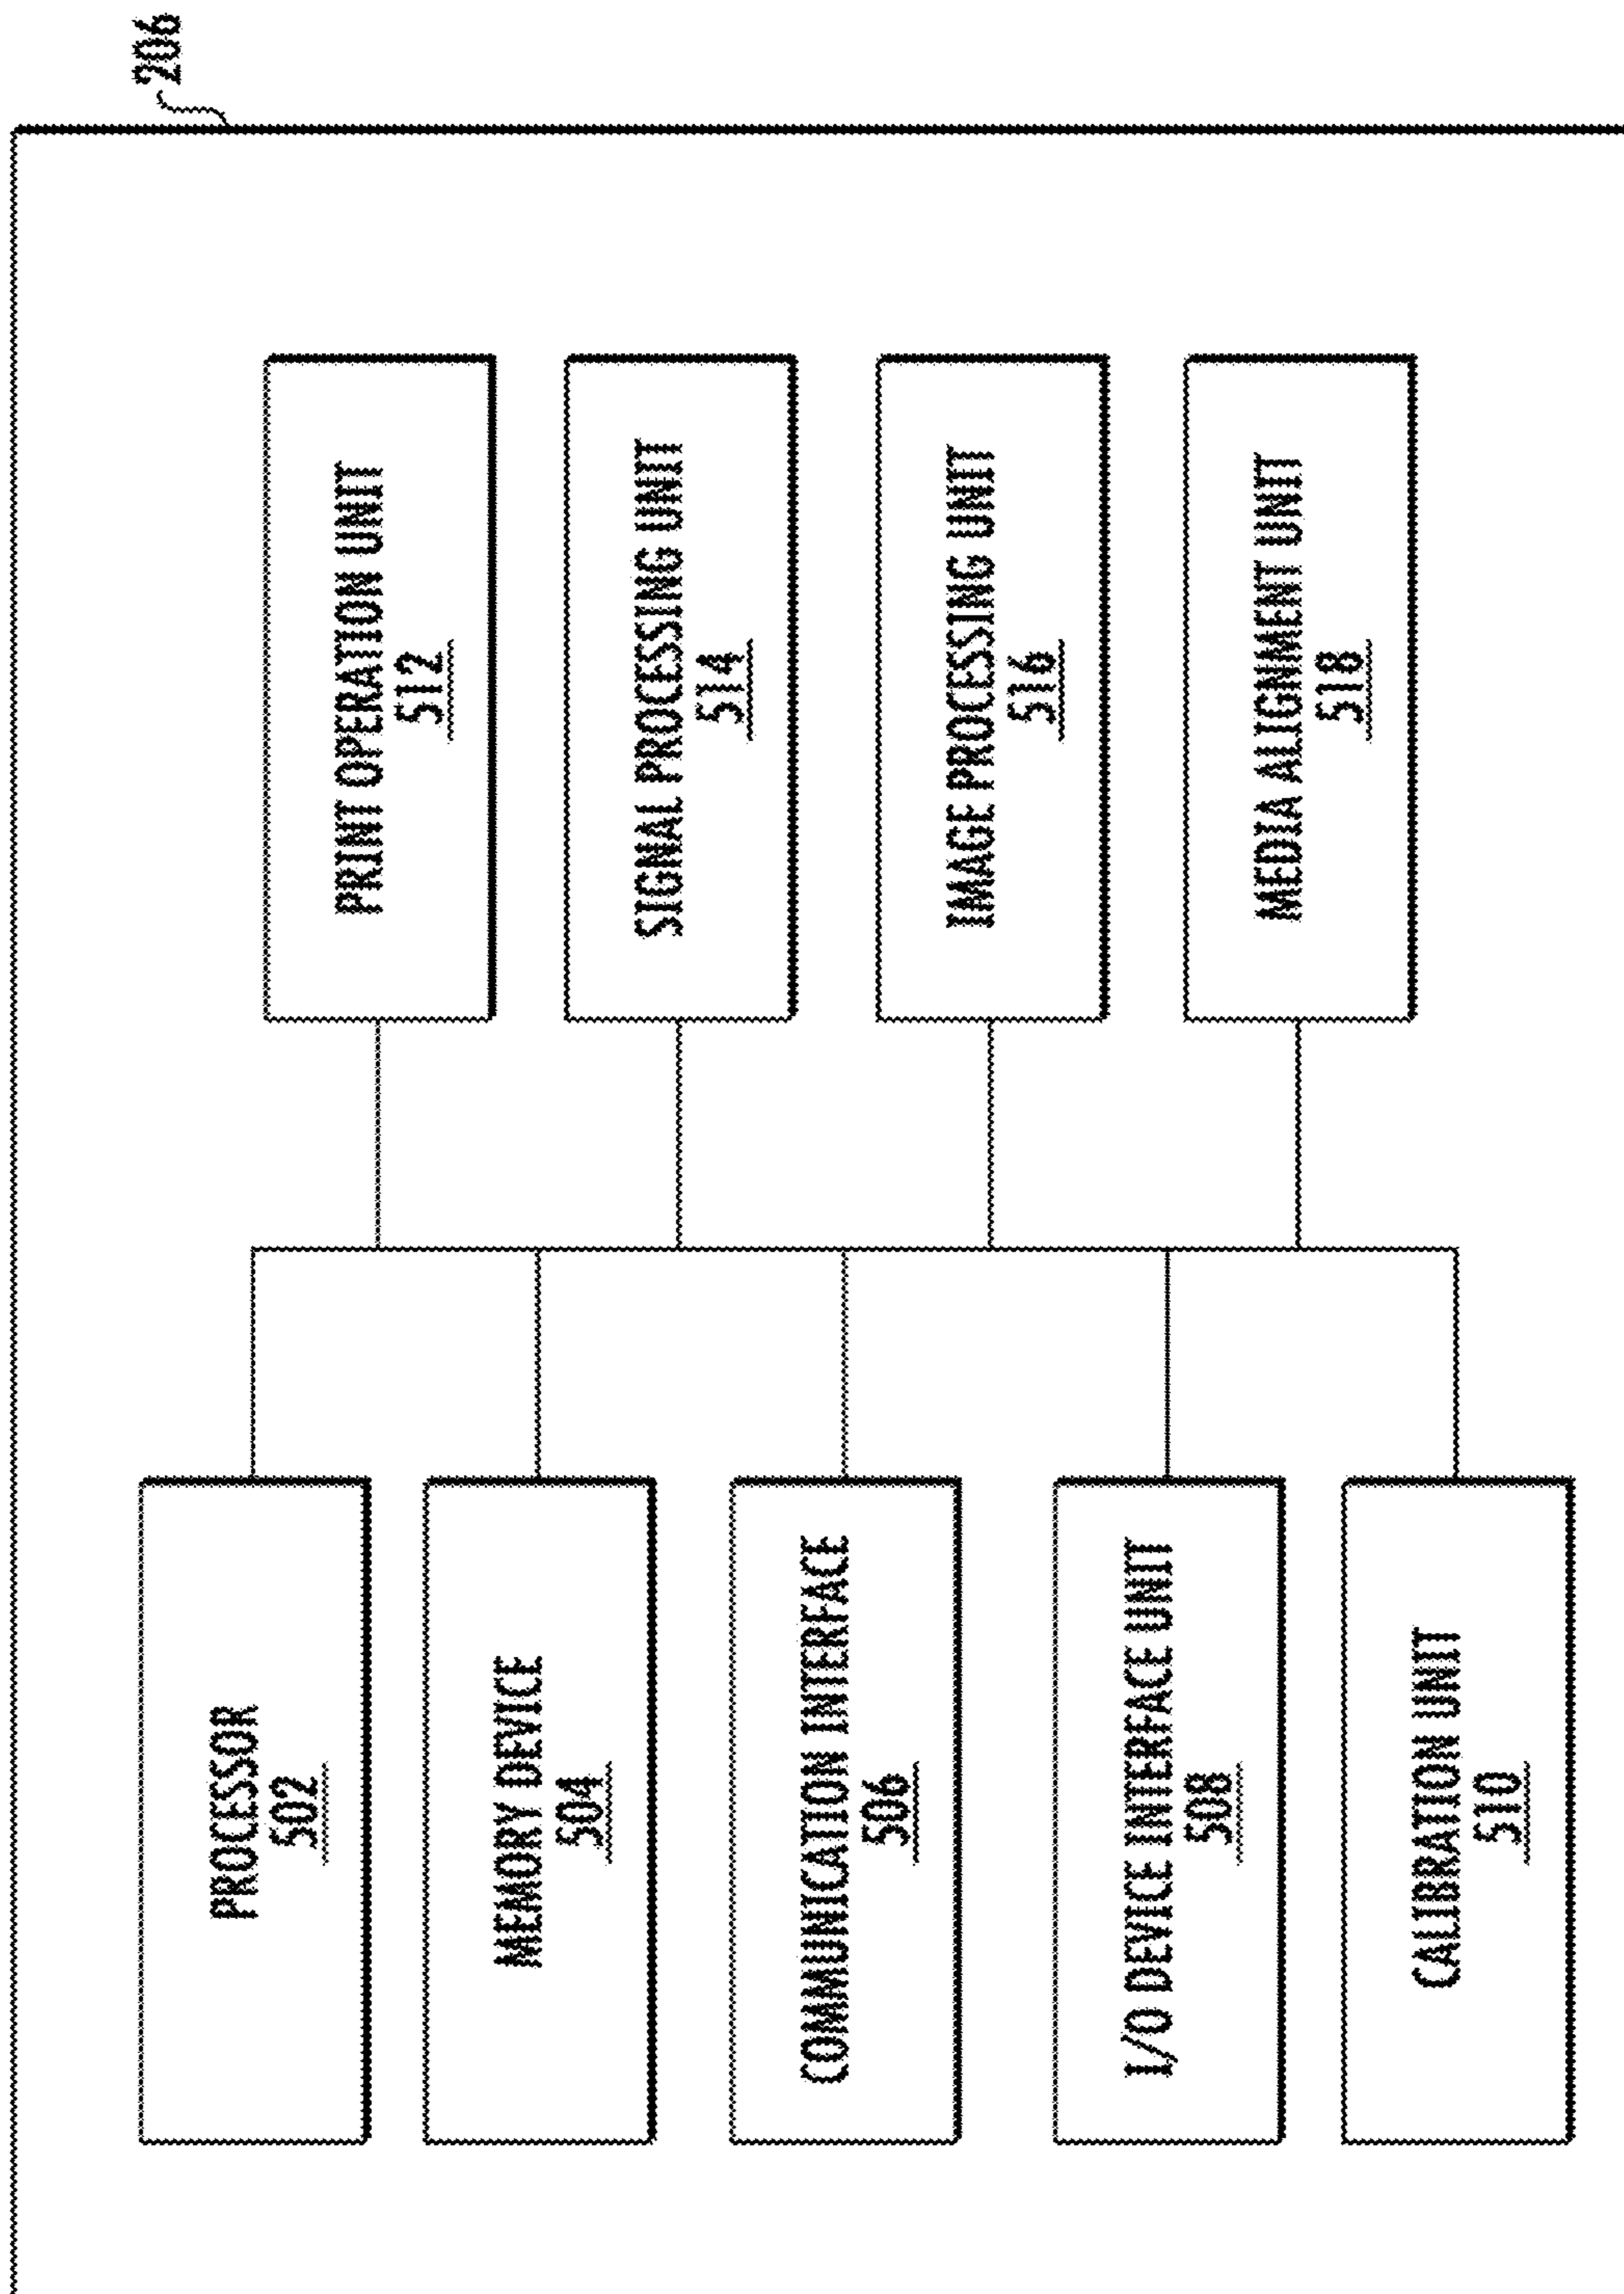 206
PROCESSOR
502
MEMORY DEVICE
504
COMMUNICATION INTERFACE
506
I/O DEVICE INTERFACE UNIT
508
CALIBRATION UNIT
510
PRINT OPERATION UNIT
512
SIGNAL PROCESSING UNIT
514
IMAGE PROCESSING UNIT
516
MEDIA ALIGNMENT UNIT
518